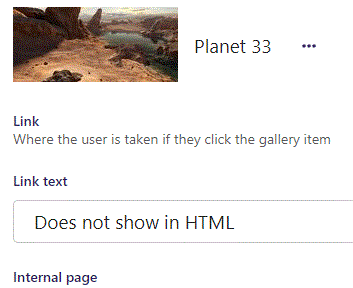 Planet 33
Link
Where the user is taken if they click the gallery item
Link text
Does not show in HTML
Internal page